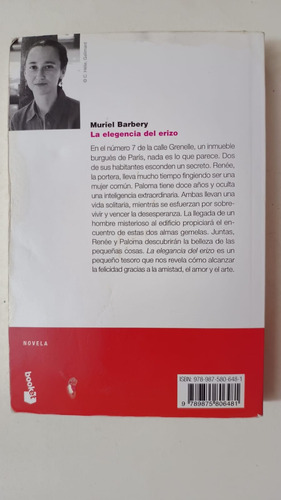 © C. Hélie. Gallimard
Muriel Barbery
La elegencia del erizo
En el número 7 de la calle Grenelle, un inmueble
burgués de París, nada es lo que parece. Dos
de sus habitantes esconden un secreto. Renée,
la portera, lleva mucho tiempo fingiendo ser una
mujer común. Paloma tiene doce años y oculta
una inteligencia extraordinaria. Ambas llevan una
vida solitaria, mientras se esfuerzan por sobre-
vivir y vencer la desesperanza. La llegada de un
hombre misterioso al edificio propiciará el en-
cuentro de estas dos almas gemelas. Juntas,
Renée y Paloma descubrirán la belleza de las
pequeñas cosas. La elegancia del erizo es un
pequeño tesoro que nos revela cómo alcanzar
la felicidad gracias a la amistad, el amor y el arte.
NOVELA
booket
ISBN: 978-987-580-648-1
9 789875 806481